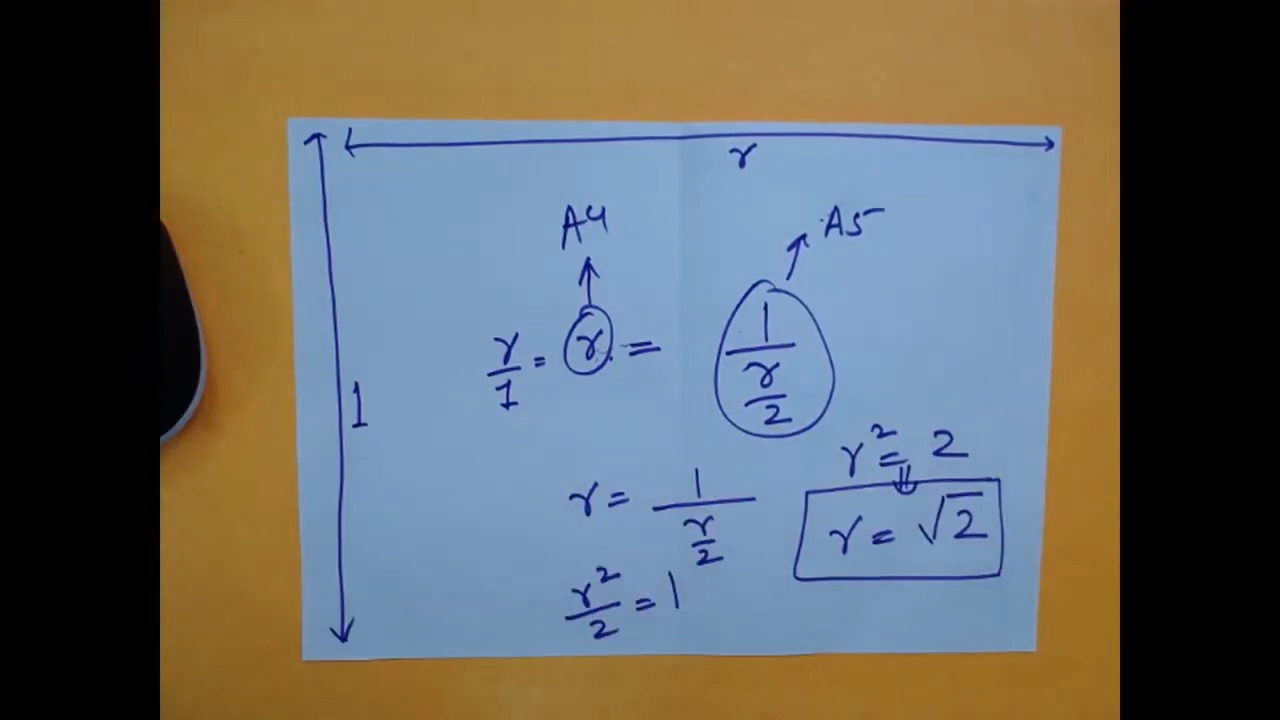 r
A4
A5
r/1 = r = 1/(r/2)
1
r² = 2
r = 1/(r/2)
r = √2
r²/2 = 1